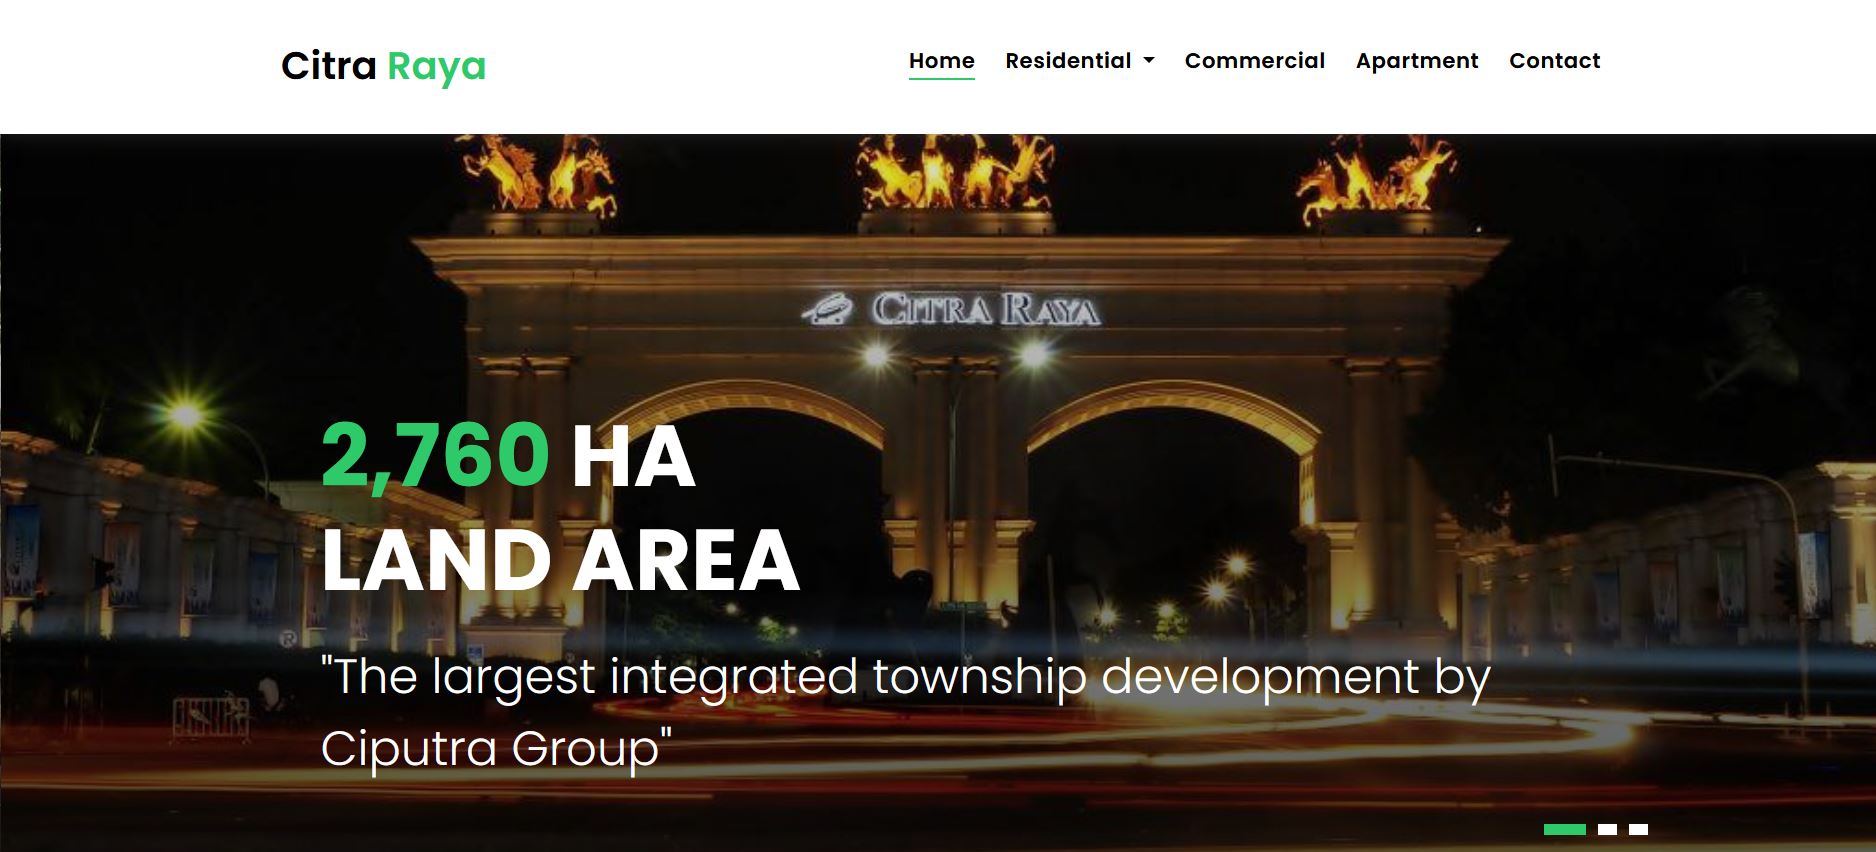 Citra Raya
Home Residential Commercial Apartment Contact
CITRA RAYA
2,760 HA
LAND AREA
®
"The largest integrated township development by
Ciputra Group"